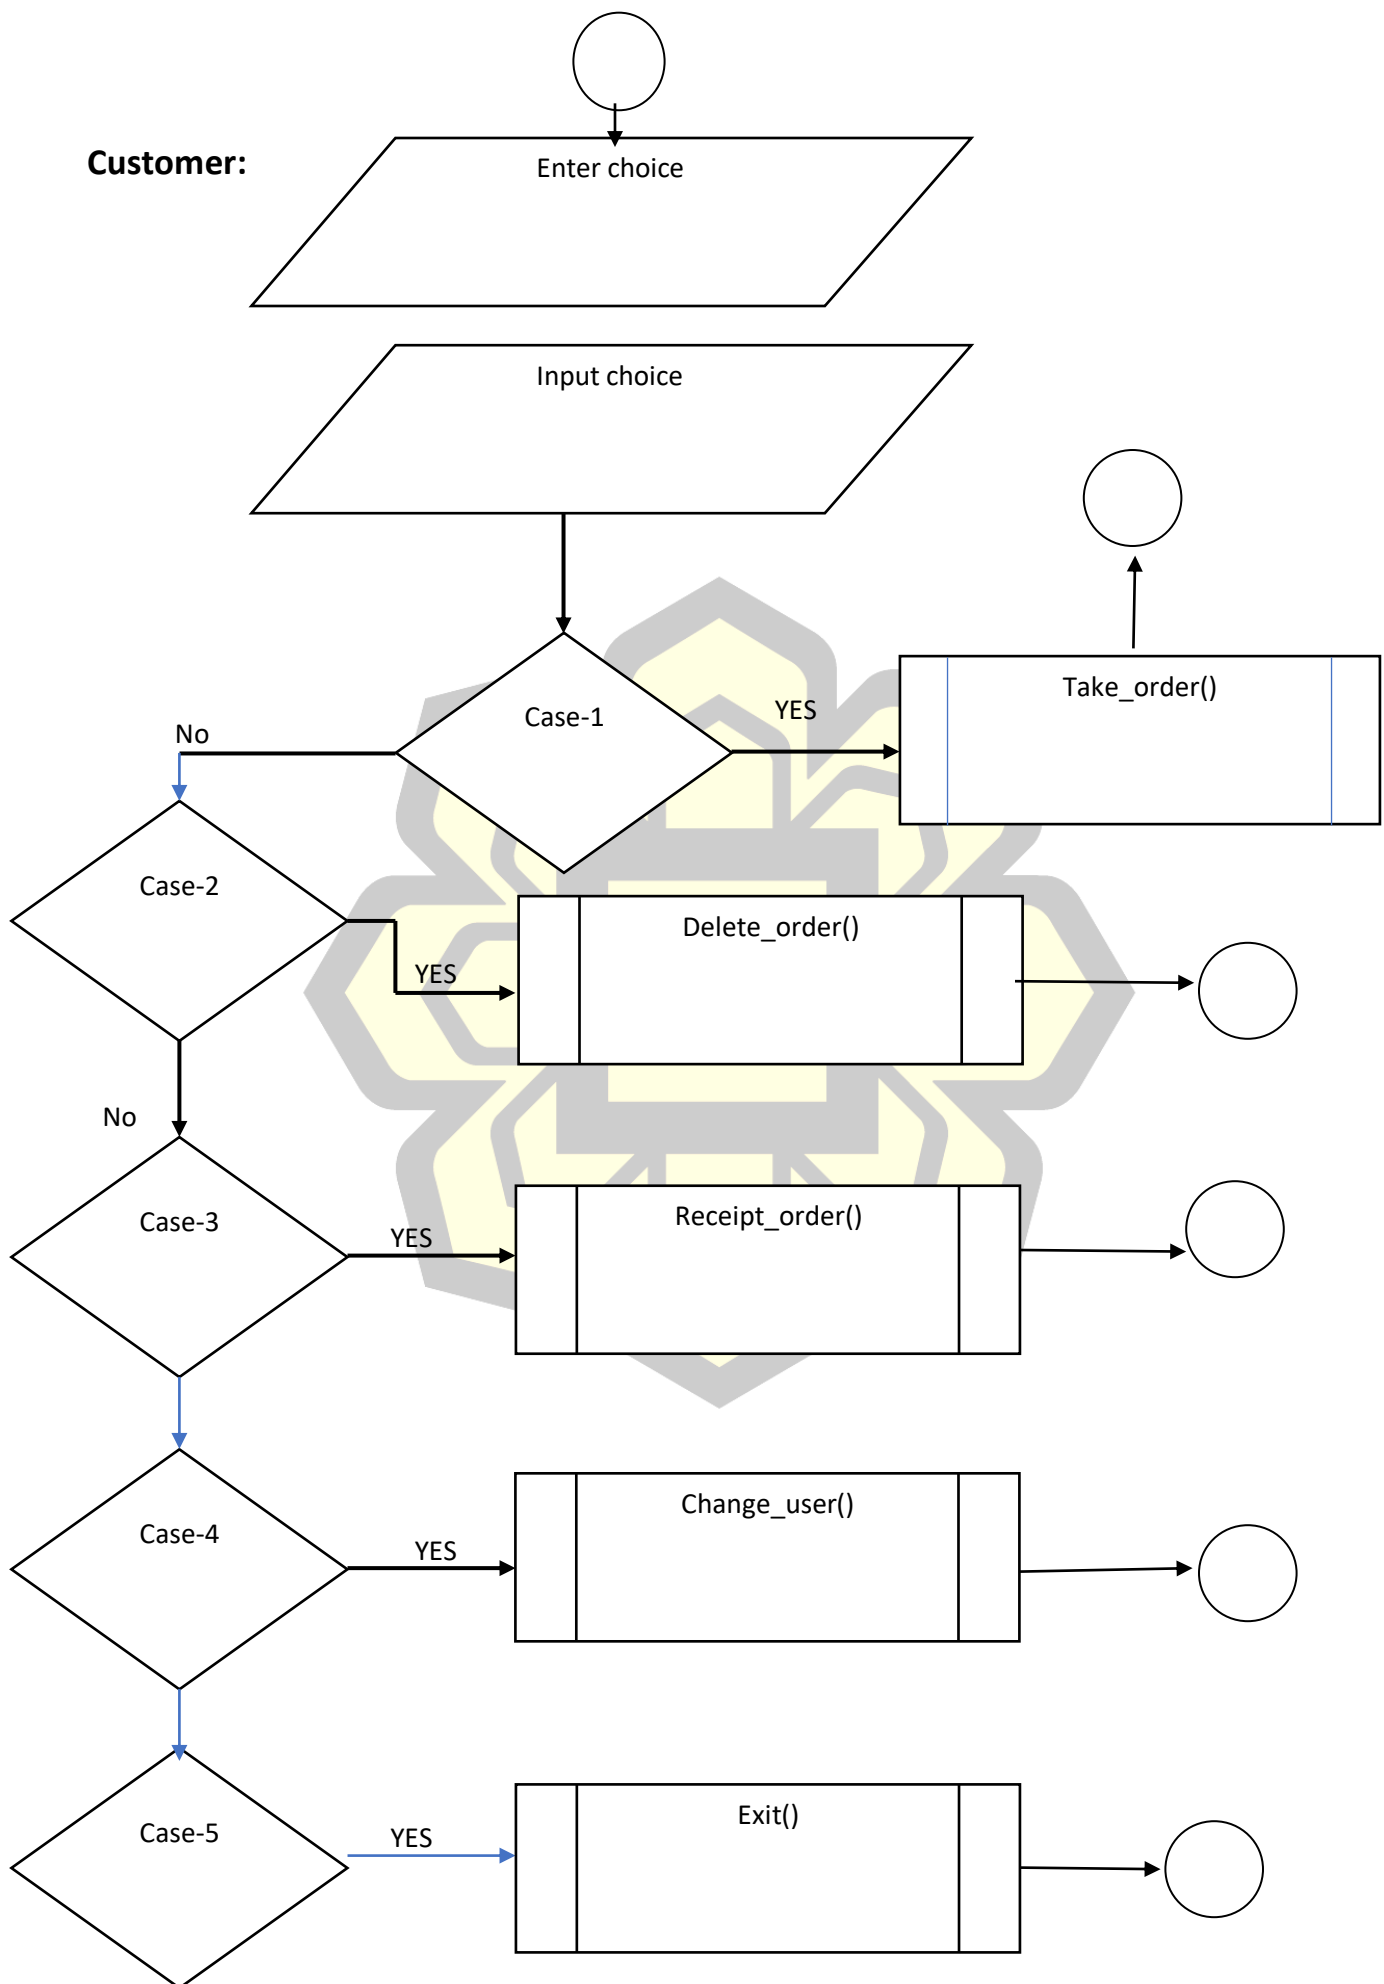 Customer:
Enter choice
Input choice
Case-1
YES
Take_order()
No
Case-2
YES
Delete_order()
No
Case-3
YES
Receipt_order()
Case-4
YES
Change_user()
Case-5
YES
Exit()